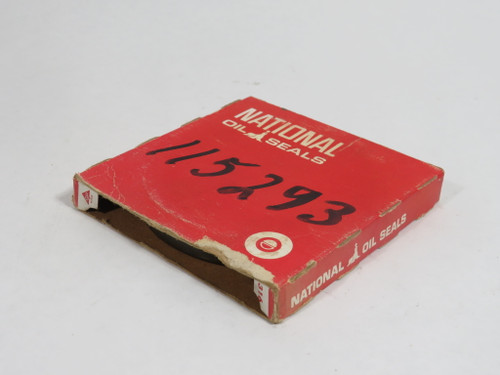 NATIONAL
OIL SEALS
115293
NATIONAL OIL SEALS